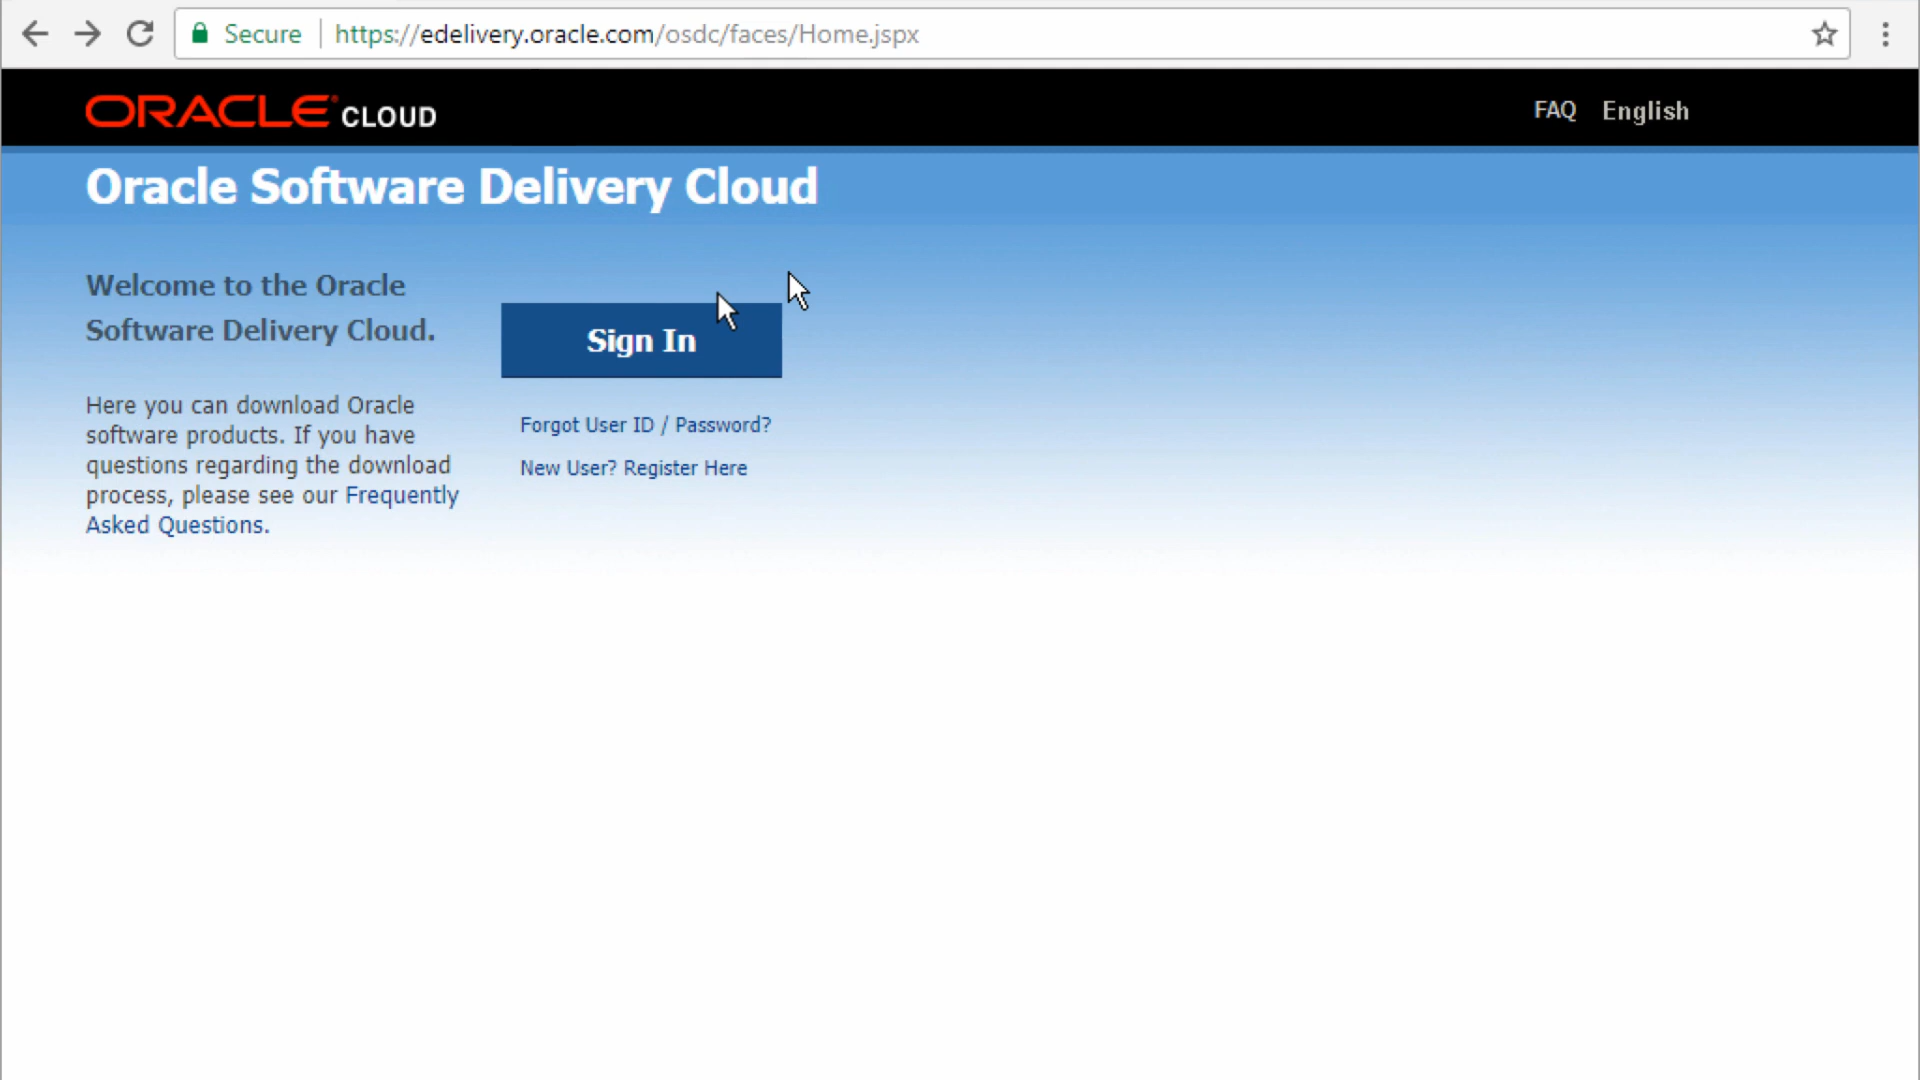 Secure https://edelivery.oracle.com/osdc/faces/Home.jspx
ORACLE CLOUD
FAQ English
Oracle Software Delivery Cloud
Welcome to the Oracle
Software Delivery Cloud.
Here you can download Oracle
software products. If you have
questions regarding the download
process, please see our Frequently
Asked Questions.
Sign In
Forgot User ID / Password?
New User? Register Here